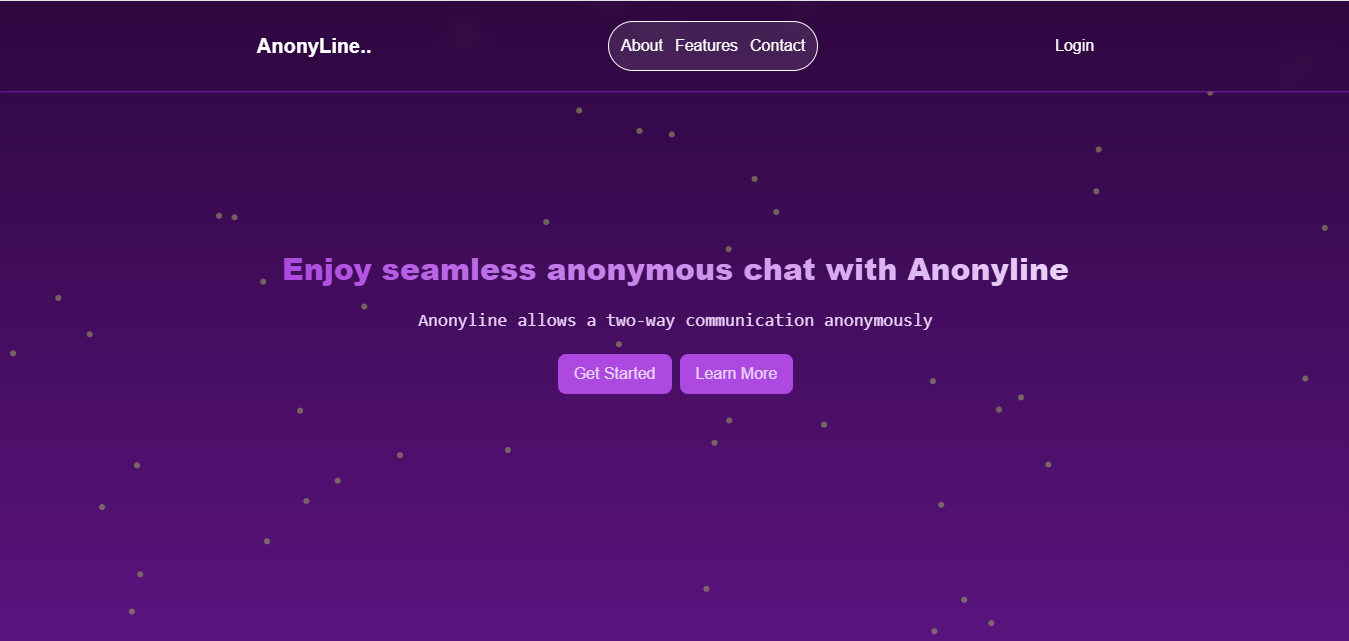 AnonyLine..
About Features Contact
Login
Enjoy seamless anonymous chat with Anonyline
Anonyline allows a two-way communication anonymously
Get Started
Learn More